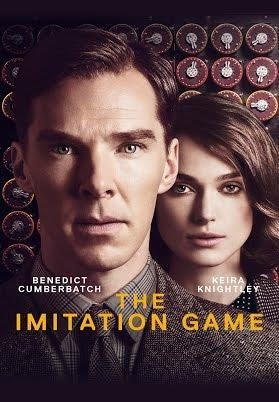 BENEDICT
CUMBERBATCH
KEIRA
KNIGHTLEY
THE
IMITATION GAME